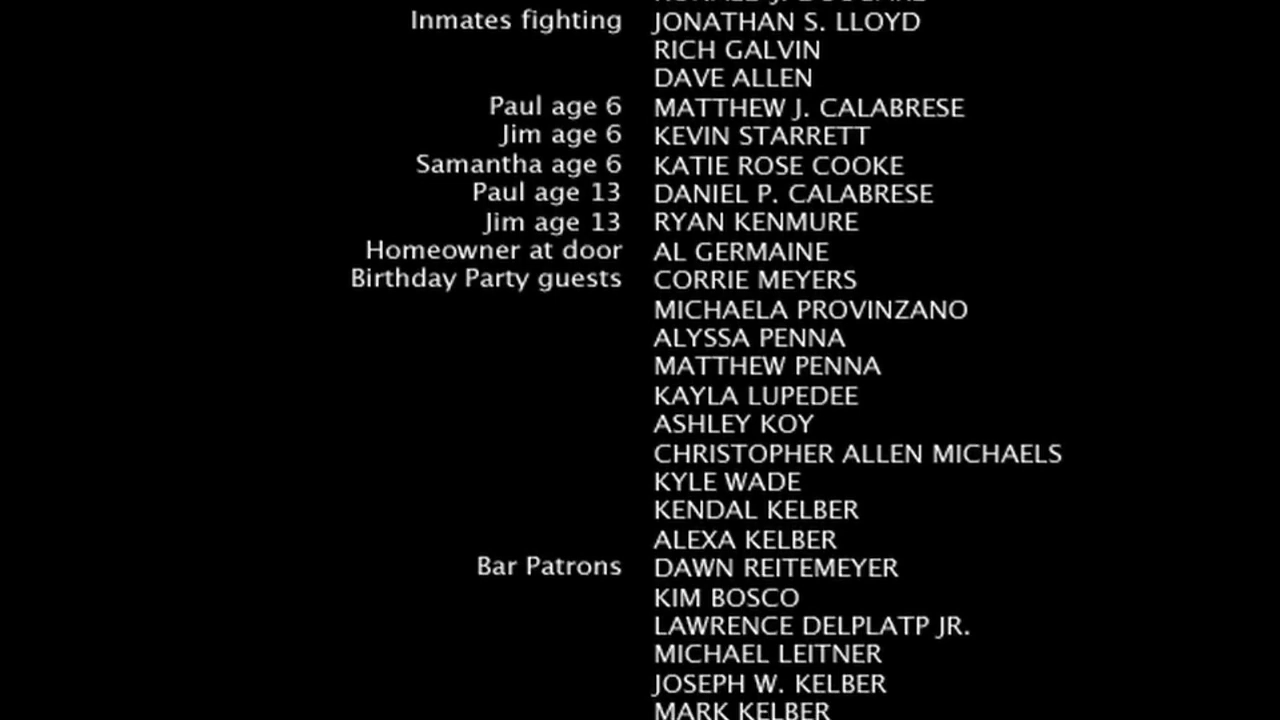 Inmates fighting JONATHAN S. LLOYD
RICH GALVIN
DAVE ALLEN
Paul age 6 MATTHEW J. CALABRESE
Jim age 6 KEVIN STARRETT
Samantha age 6 KATIE ROSE COOKE
Paul age 13 DANIEL P. CALABRESE
Jim age 13 RYAN KENMURE
Homeowner at door AL GERMAINE
Birthday Party guests CORRIE MEYERS
MICHAELA PROVINZANO
ALYSSA PENNA
MATTHEW PENNA
KAYLA LUPEDEE
ASHLEY KOY
CHRISTOPHER ALLEN MICHAELS
KYLE WADE
KENDAL KELBER
ALEXA KELBER
Bar Patrons DAWN REITEMEYER
KIM BOSCO
LAWRENCE DELPLATP JR.
MICHAEL LEITNER
JOSEPH W. KELBER
MARK KELBER